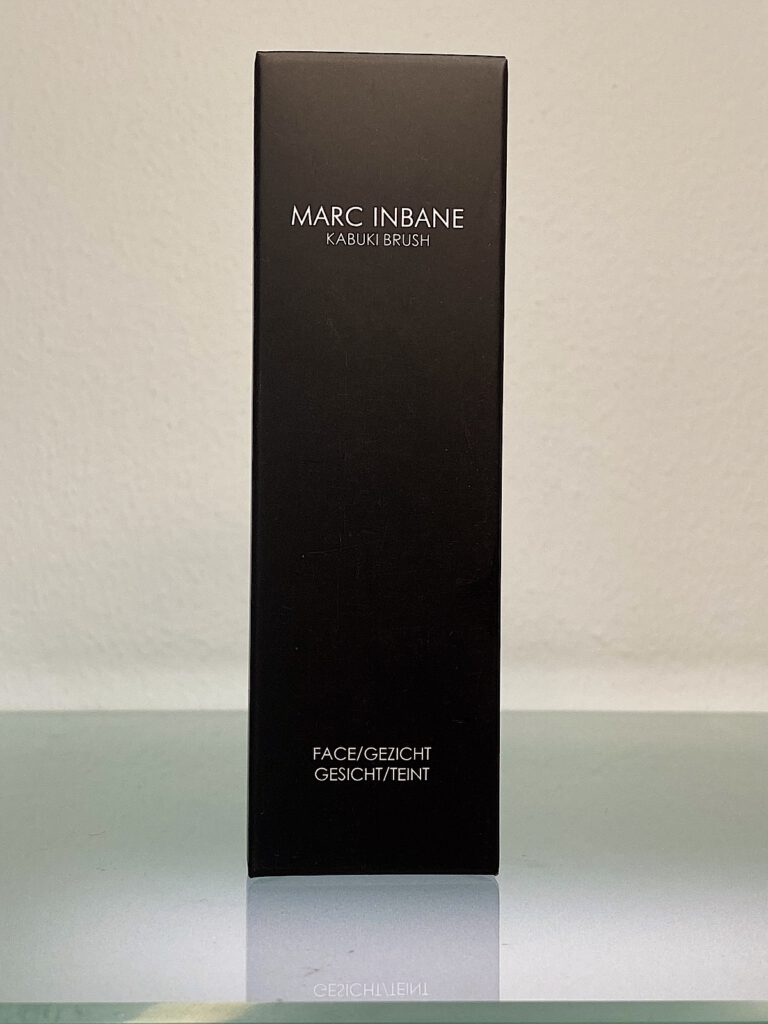 MARC INBANE
KABUKI BRUSH
FACE/GEZICHT
GESICHT/TEINT